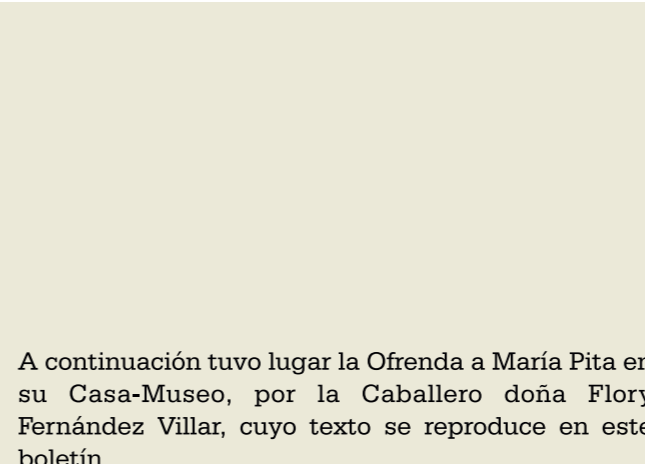 A continuación tuvo lugar la Ofrenda a María Pita en
su Casa-Museo, por la Caballero doña Flory
Fernández Villar, cuyo texto se reproduce en este
boletín